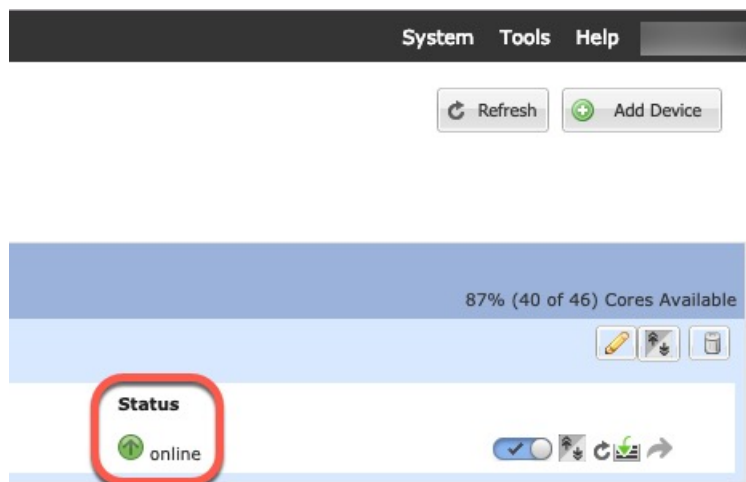 System Tools Help
Refresh Add Device
87% (40 of 46) Cores Available
Status
online